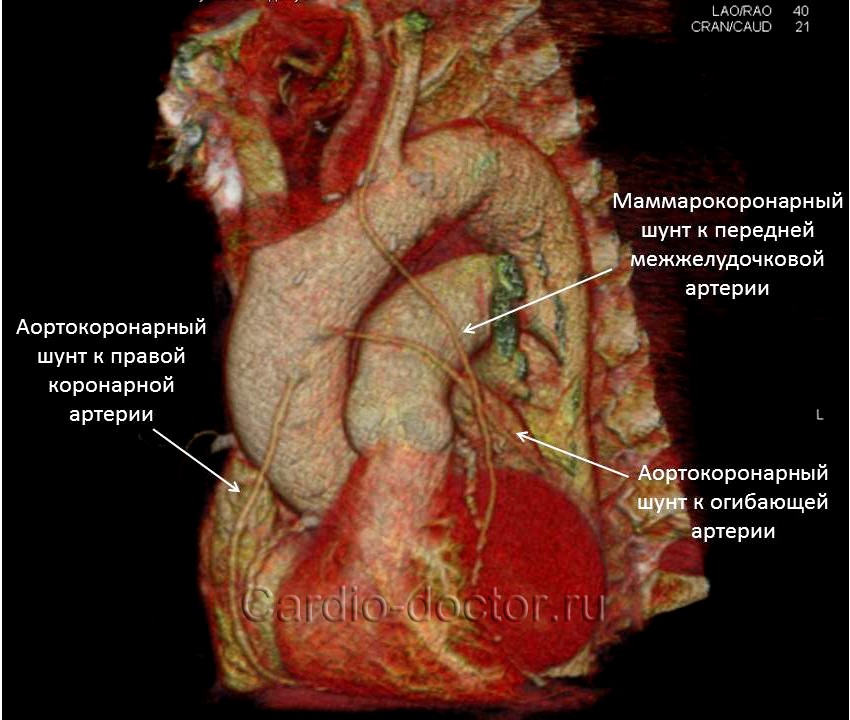 LAO/RAO 40
CRAN/CAUD 21
Маммарокоронарный
шунт к передней
межжелудочковой
артерии
Аортокоронарный
шунт к правой
коронарной
артерии
L
Аортокоронарный
шунт к огибающей
артерии
Cardio-doctor.ru